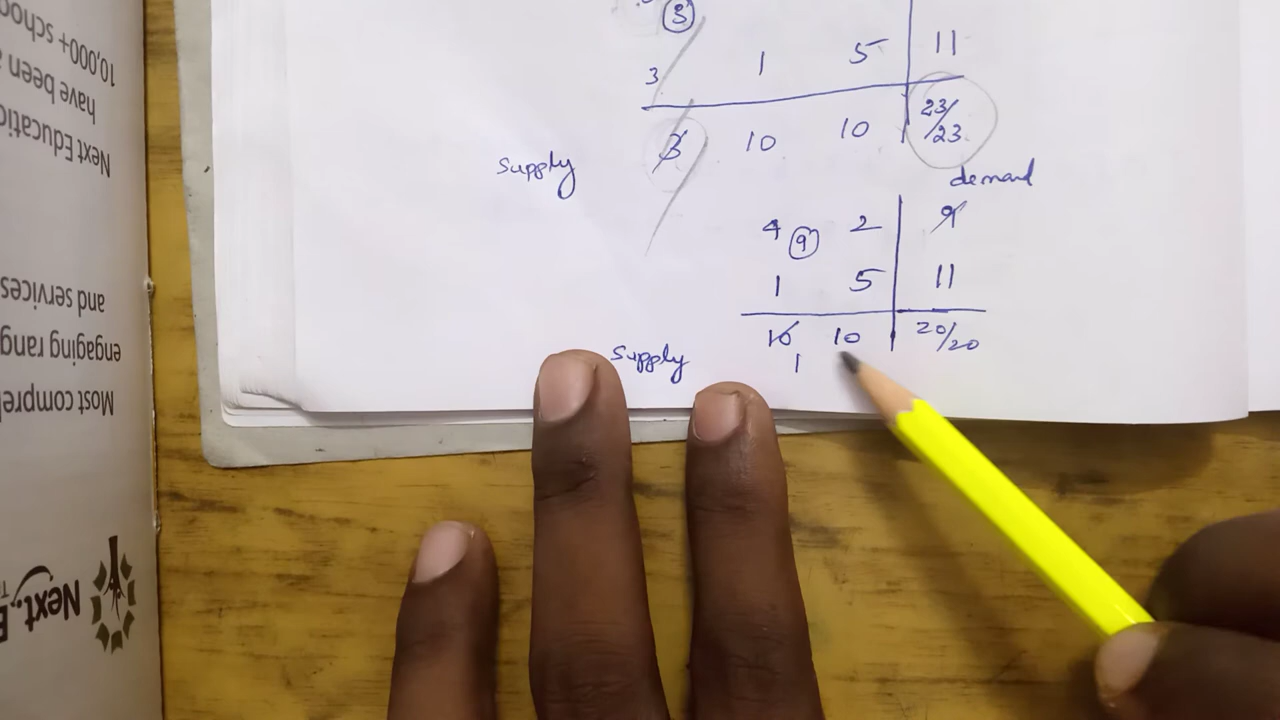 3
3 1 5 11
supply 3 10 10 23/23
demand
4 9 2 9
1 5 11
supply 10 10 20/20
1
10,000+ schoo
have been a
Next Educatio
and services
engaging rang
Most compre
Next. E